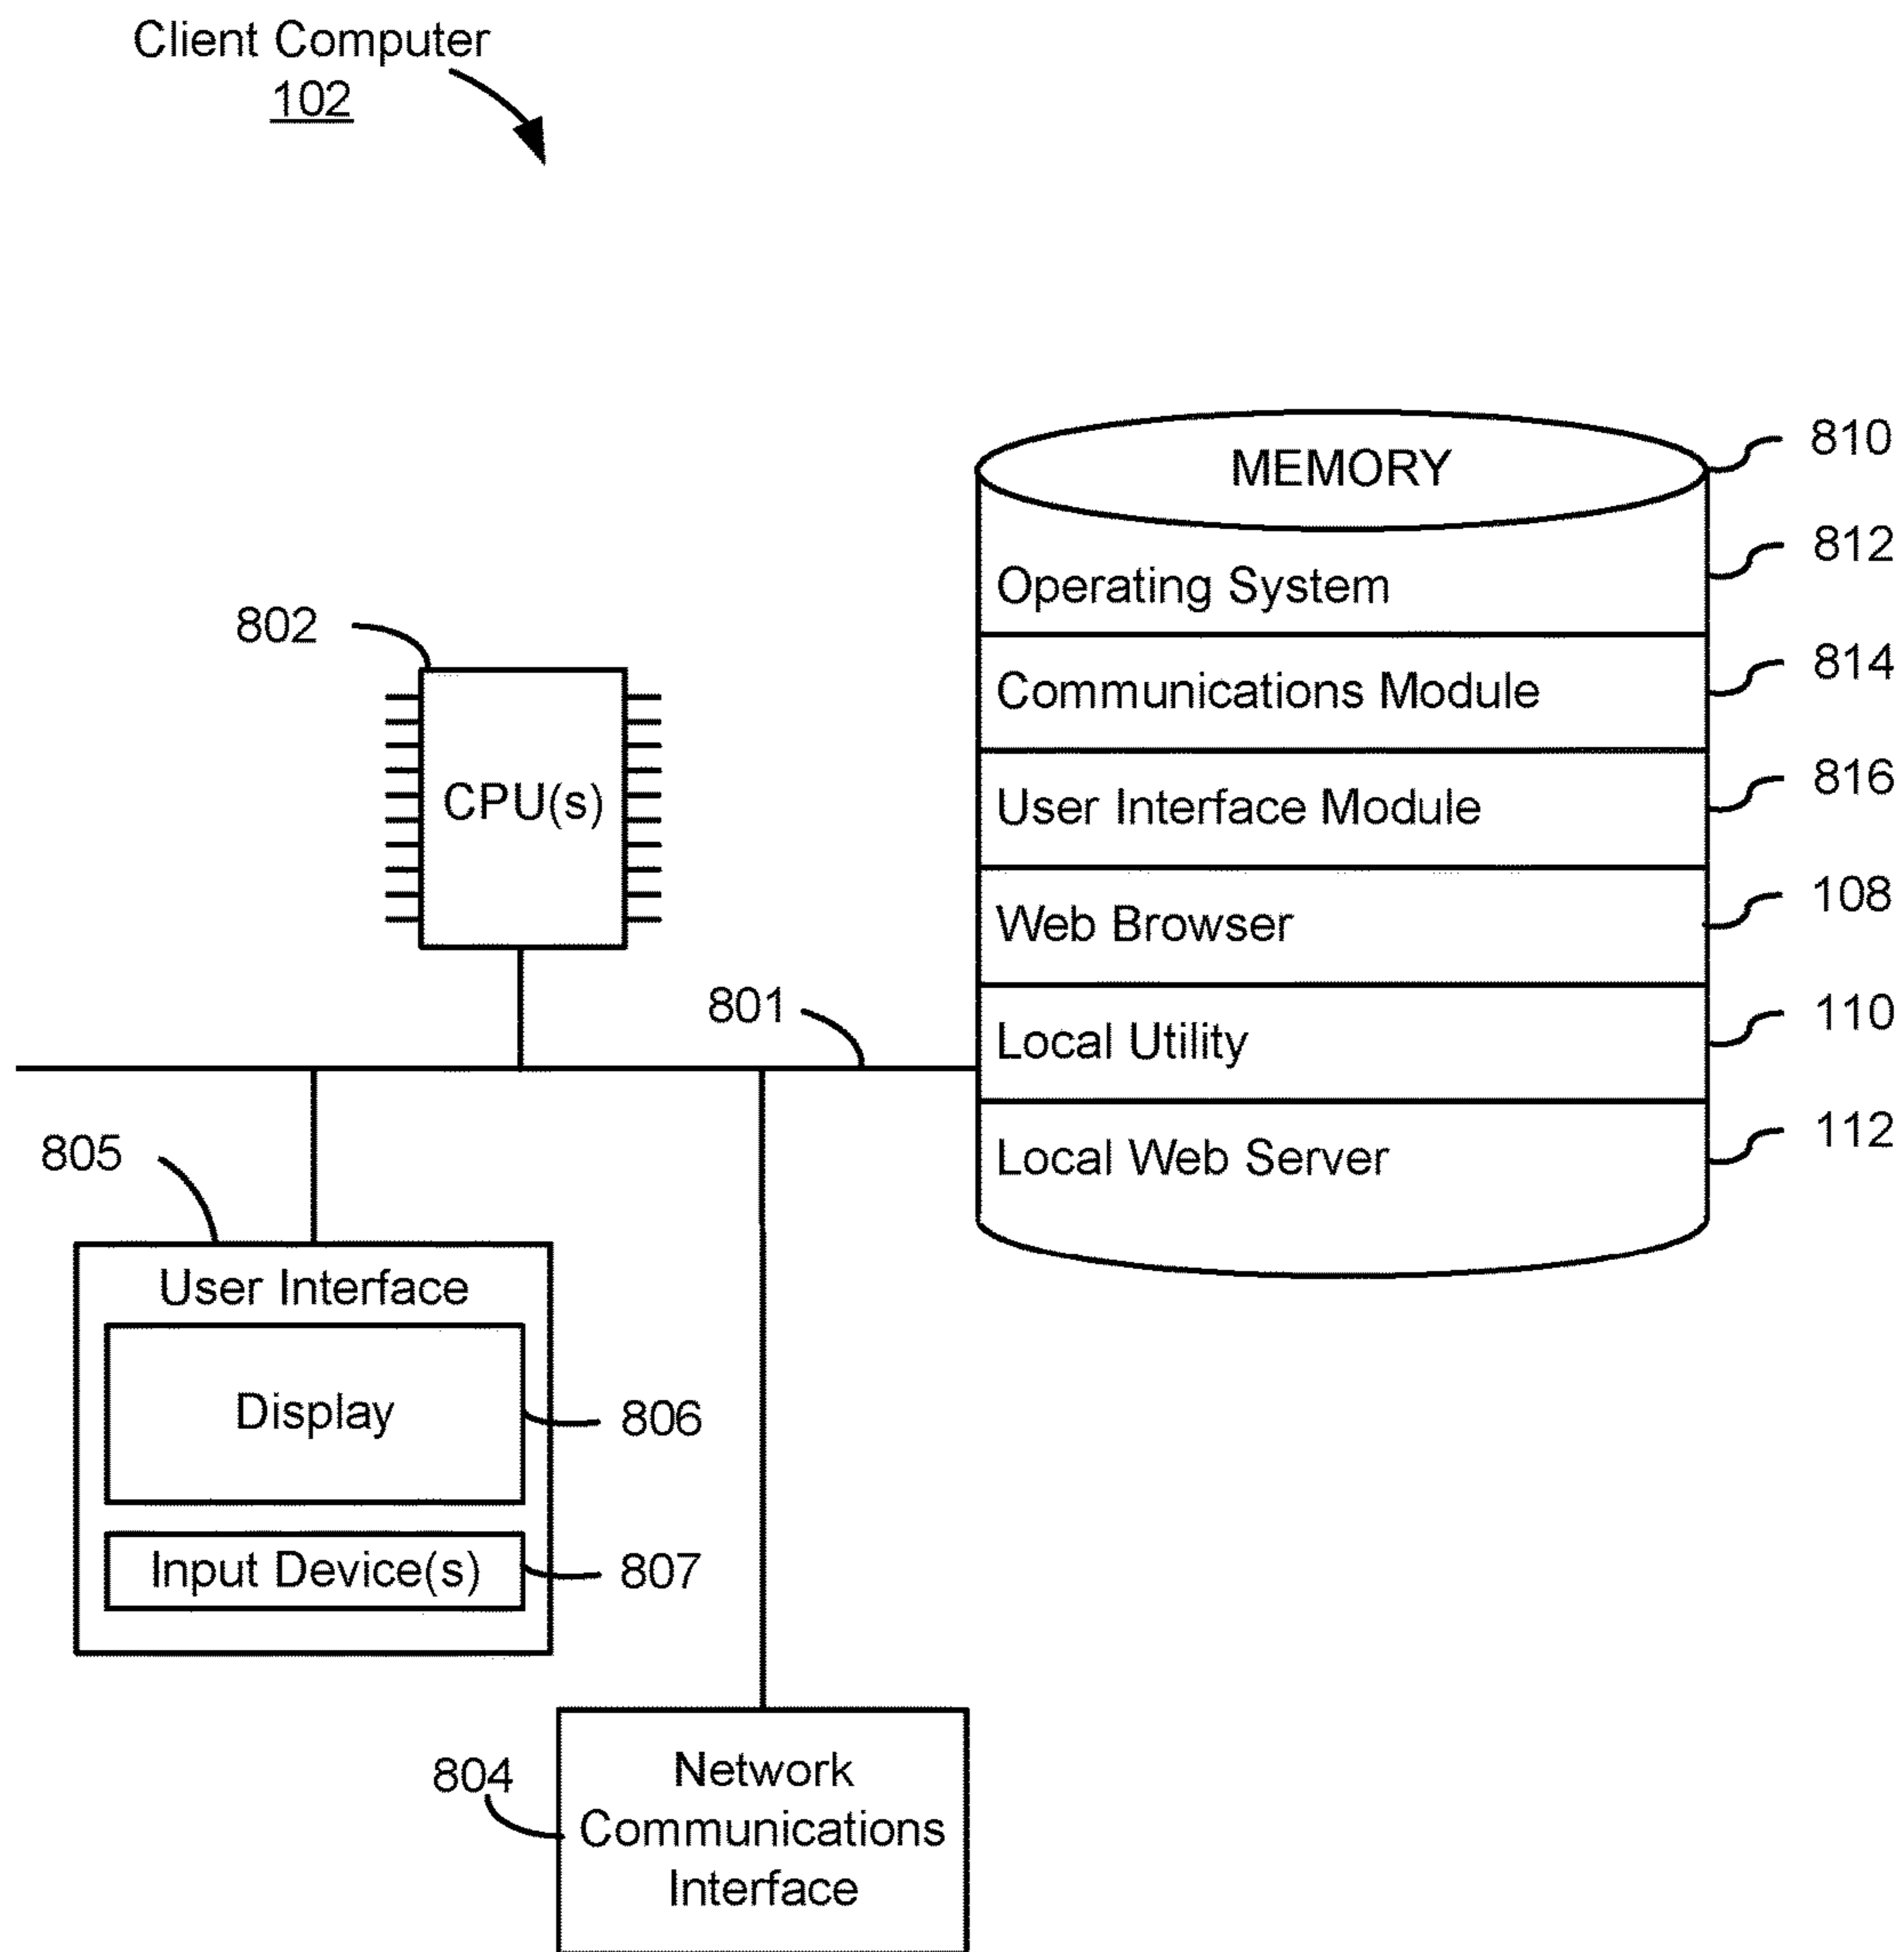 Client Computer
102
MEMORY
810
Operating System
812
Communications Module
814
User Interface Module
816
Web Browser
108
Local Utility
110
Local Web Server
112
802
CPU(s)
801
805
User Interface
Display
806
Input Device(s)
807
804
Network
Communications
Interface